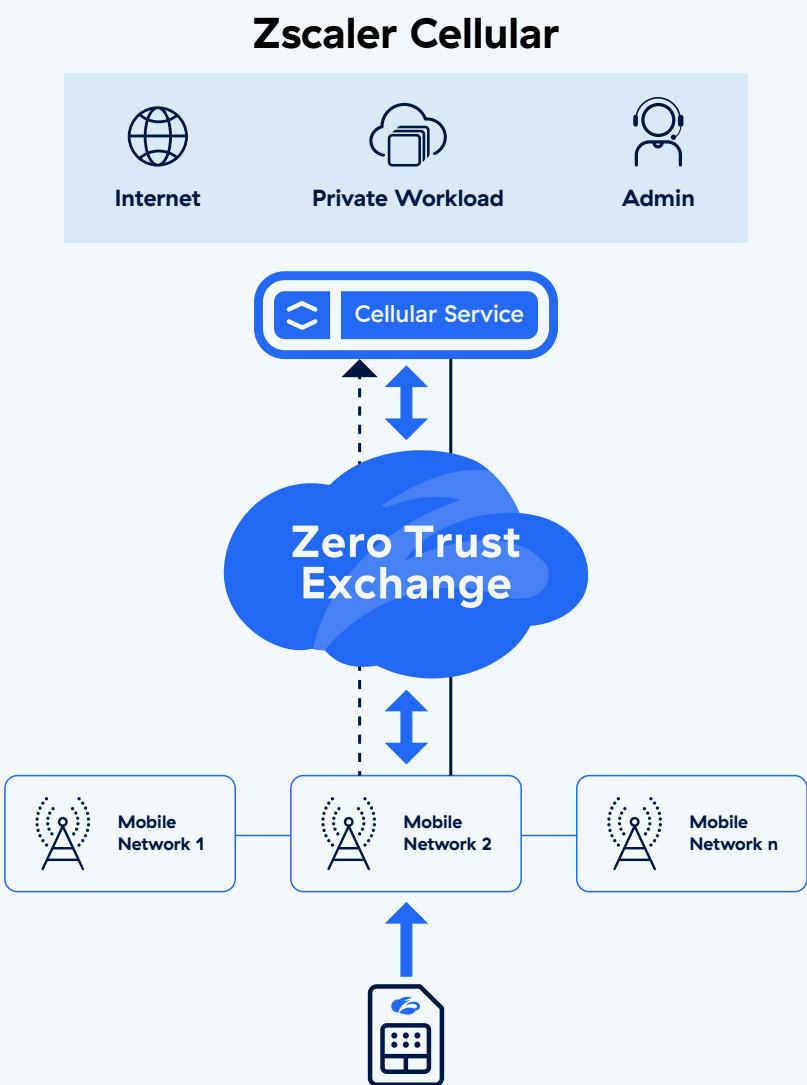 Zscaler Cellular
Internet
Private Workload
Admin
Cellular Service
Zero Trust
Exchange
Mobile
Network 1
Mobile
Network 2
Mobile
Network n